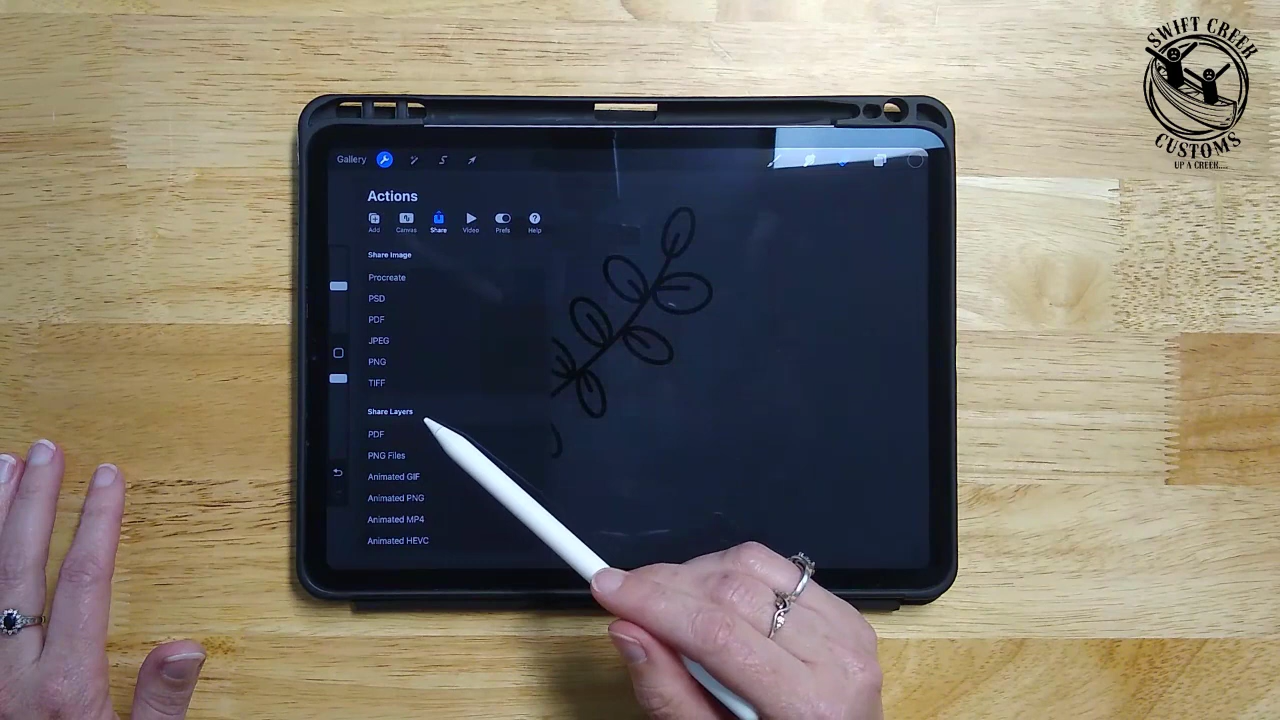 SWIFT CREEK
CUSTOMS
UP A CREEK....
Gallery
Actions
Add Canvas Share Video Prefs Help
Share Image
Procreate
PSD
PDF
JPEG
PNG
TIFF
Share Layers
PDF
PNG Files
Animated GIF
Animated PNG
Animated MP4
Animated HEVC